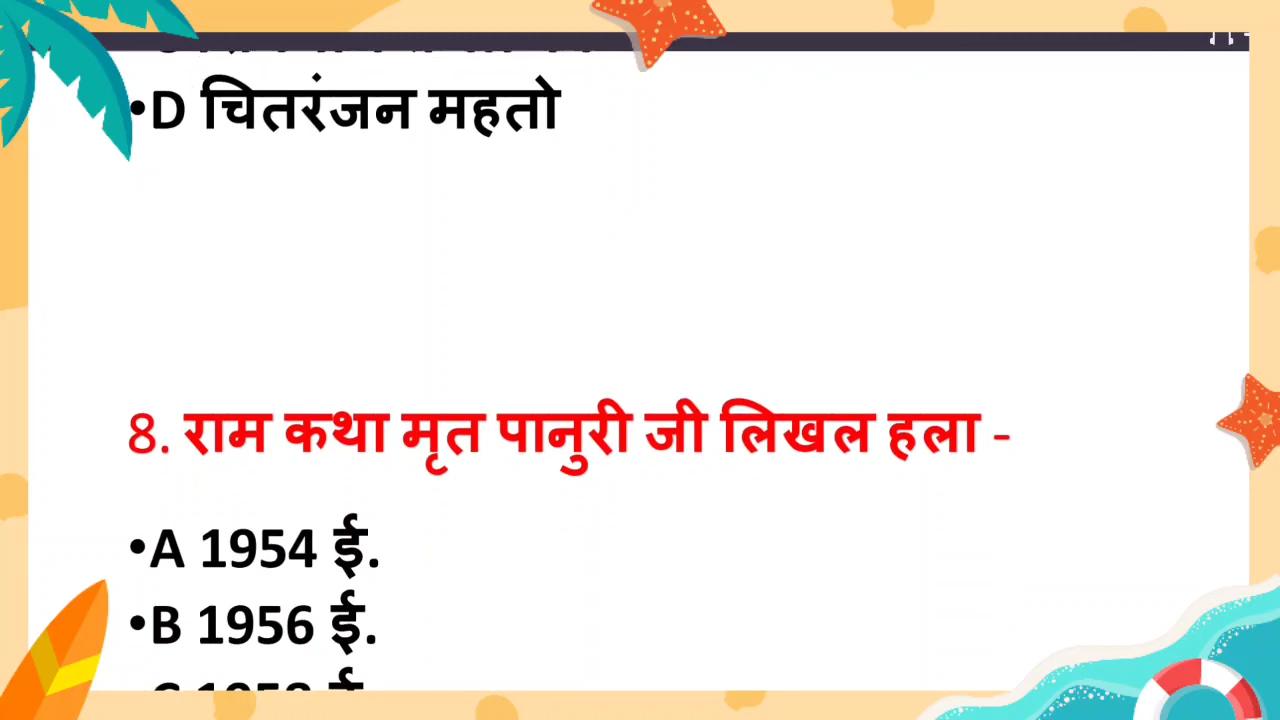 •D चितरंजन महतो
8. राम कथा मृत पानुरी जी लिखल हला -
•A 1954 ई.
•B 1956 ई.